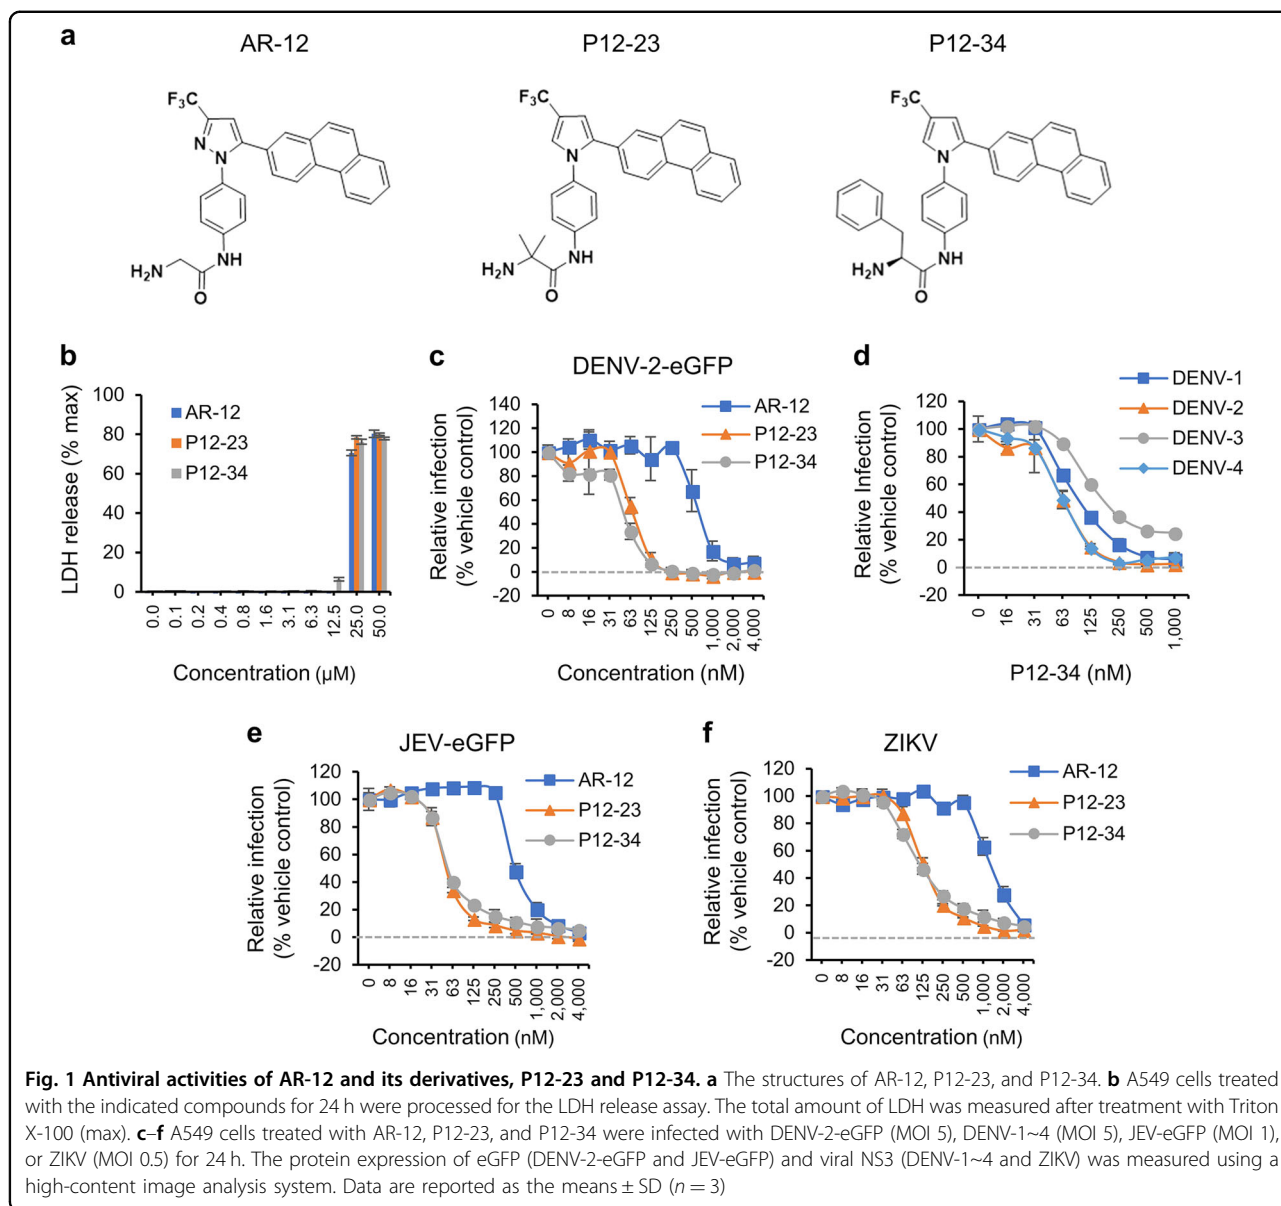 a
AR-12
P12-23
P12-34
F3C
N
N
NH
H2N
O
F3C
N
NH
H2N
O
F3C
N
NH
H2N
O
b
LDH release (% max)
100
80
60
40
20
0
AR-12
P12-23
P12-34
0.0
0.1
0.2
0.4
0.8
1.6
3.1
6.3
12.5
25.0
50.0
Concentration (µM)
c
DENV-2-eGFP
Relative infection
(% vehicle control)
140
120
100
80
60
40
20
0
-20
AR-12
P12-23
P12-34
0
8
16
31
63
125
250
500
1,000
2,000
4,000
Concentration (nM)
d
Relative Infection
(% vehicle control)
120
100
80
60
40
20
0
-20
DENV-1
DENV-2
DENV-3
DENV-4
0
16
31
63
125
250
500
1,000
P12-34 (nM)
e
JEV-eGFP
Relative infection
(% vehicle control)
120
100
80
60
40
20
0
-20
AR-12
P12-23
P12-34
0
8
16
31
63
125
250
500
1,000
2,000
4,000
Concentration (nM)
f
ZIKV
Relative infection
(% vehicle control)
120
100
80
60
40
20
0
-20
AR-12
P12-23
P12-34
0
8
16
31
63
125
250
500
1,000
2,000
4,000
Concentration (nM)
Fig. 1 Antiviral activities of AR-12 and its derivatives, P12-23 and P12-34. a The structures of AR-12, P12-23, and P12-34. b A549 cells treated
with the indicated compounds for 24 h were processed for the LDH release assay. The total amount of LDH was measured after treatment with Triton
X-100 (max). c–f A549 cells treated with AR-12, P12-23, and P12-34 were infected with DENV-2-eGFP (MOI 5), DENV-1~4 (MOI 5), JEV-eGFP (MOI 1),
or ZIKV (MOI 0.5) for 24 h. The protein expression of eGFP (DENV-2-eGFP and JEV-eGFP) and viral NS3 (DENV-1~4 and ZIKV) was measured using a
high-content image analysis system. Data are reported as the means ± SD (n = 3)